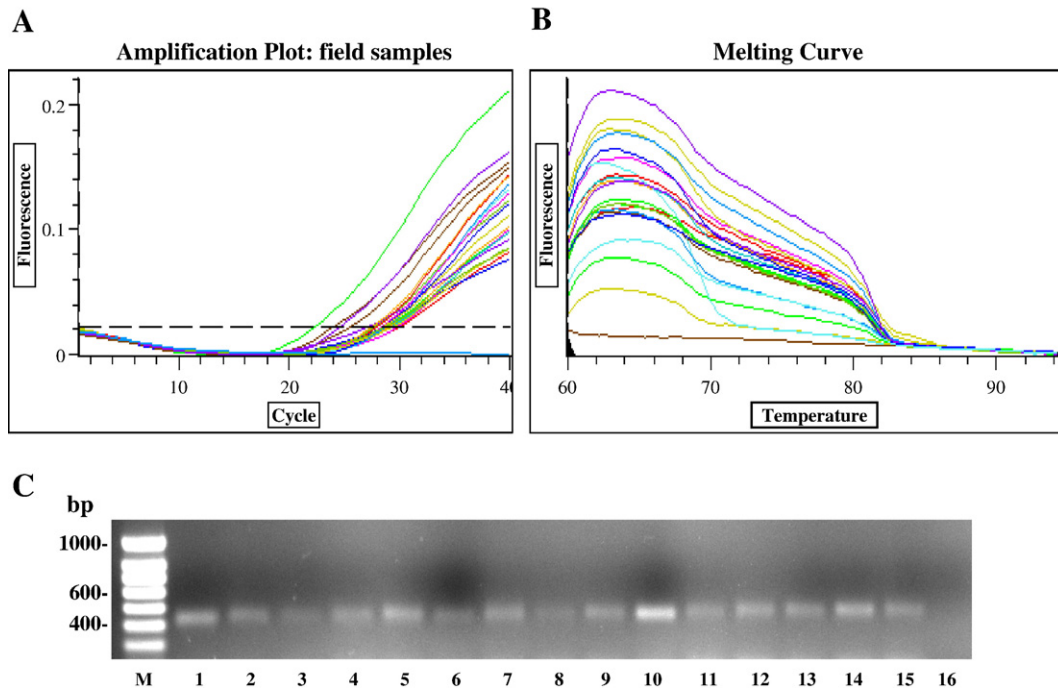 A
Amplification Plot: field samples
0.2
0.1
0
Fluorescence
10 20 30 40
Cycle
B
Melting Curve
Fluorescence
60 70 80 90
Temperature
C
bp
1000-
600-
400-
M 1 2 3 4 5 6 7 8 9 10 11 12 13 14 15 16